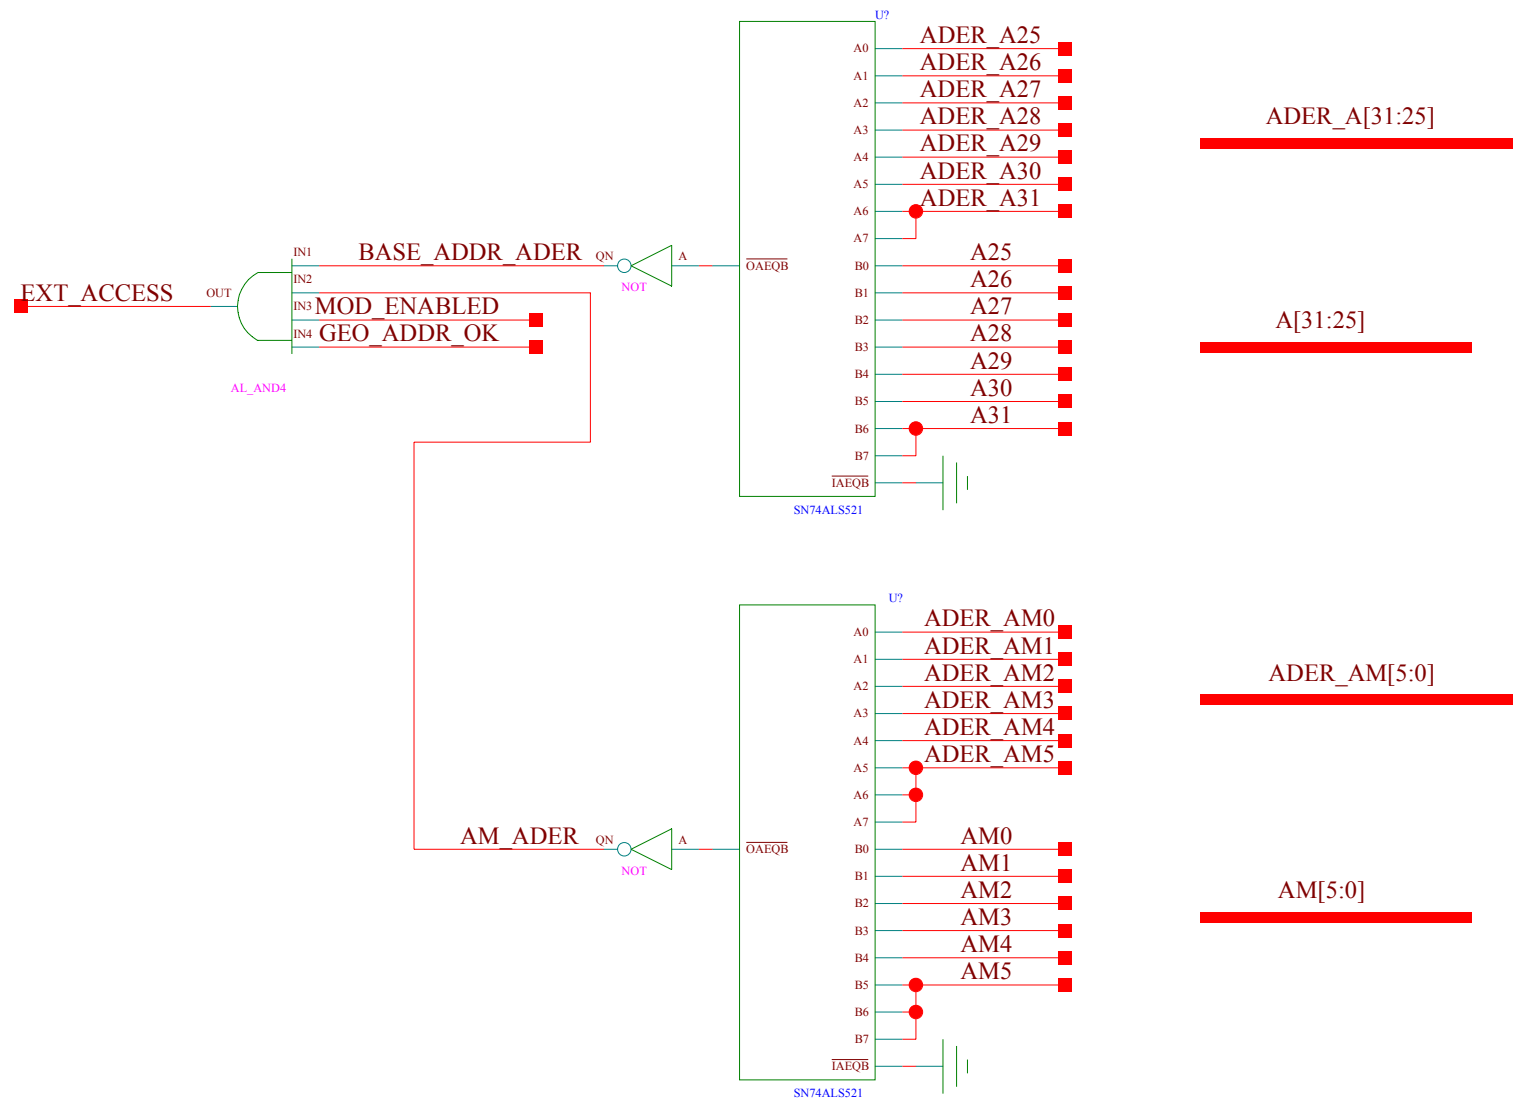 U?
A0 ADER_A25
A1 ADER_A26
A2 ADER_A27
A3 ADER_A28
A4 ADER_A29
A5 ADER_A30
A6 ADER_A31
A7
ADER_A[31:25]
IN1 BASE_ADDR_ADER QN A OAEQB
NOT
IN2
EXT_ACCESS OUT
IN3 MOD_ENABLED
IN4 GEO_ADDR_OK
AL_AND4
B0 A25
B1 A26
B2 A27
B3 A28
B4 A29
B5 A30
B6 A31
B7
IAEQB
A[31:25]
SN74ALS521
U?
A0 ADER_AM0
A1 ADER_AM1
A2 ADER_AM2
A3 ADER_AM3
A4 ADER_AM4
A5 ADER_AM5
A6
A7
ADER_AM[5:0]
AM_ADER QN A OAEQB
NOT
B0 AM0
B1 AM1
B2 AM2
B3 AM3
B4 AM4
B5 AM5
B6
B7
IAEQB
AM[5:0]
SN74ALS521